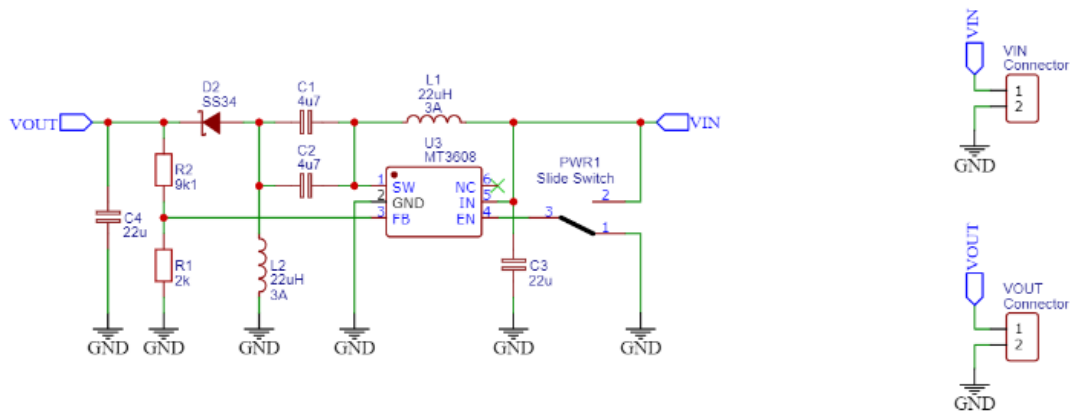 VOUT
D2
SS34
C1
4u7
L1
22uH
3A
VIN
C2
4u7
U3
MT3608
PWR1
Slide Switch
R2
9k1
1 SW NC 6
2 GND IN 5
3 FB EN 4
3
2
1
C4
22u
R1
2k
L2
22uH
3A
C3
22u
GND
GND
GND
GND
GND
GND
VIN
VIN
Connector
1
2
GND
VOUT
VOUT
Connector
1
2
GND